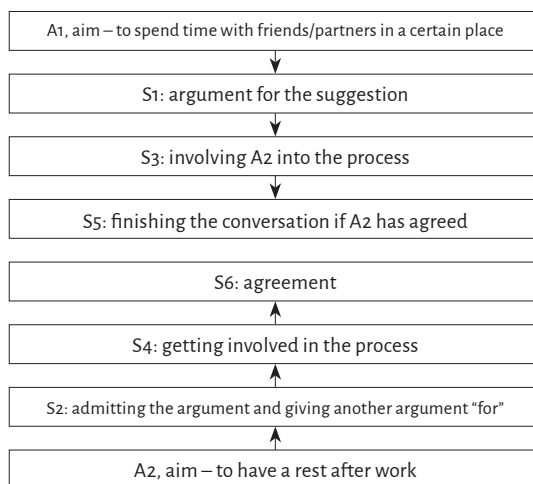 A1, aim – to spend time with friends/partners in a certain place
S1: argument for the suggestion
S3: involving A2 into the process
S5: finishing the conversation if A2 has agreed
S6: agreement
S4: getting involved in the process
S2: admitting the argument and giving another argument “for”
A2, aim – to have a rest after work